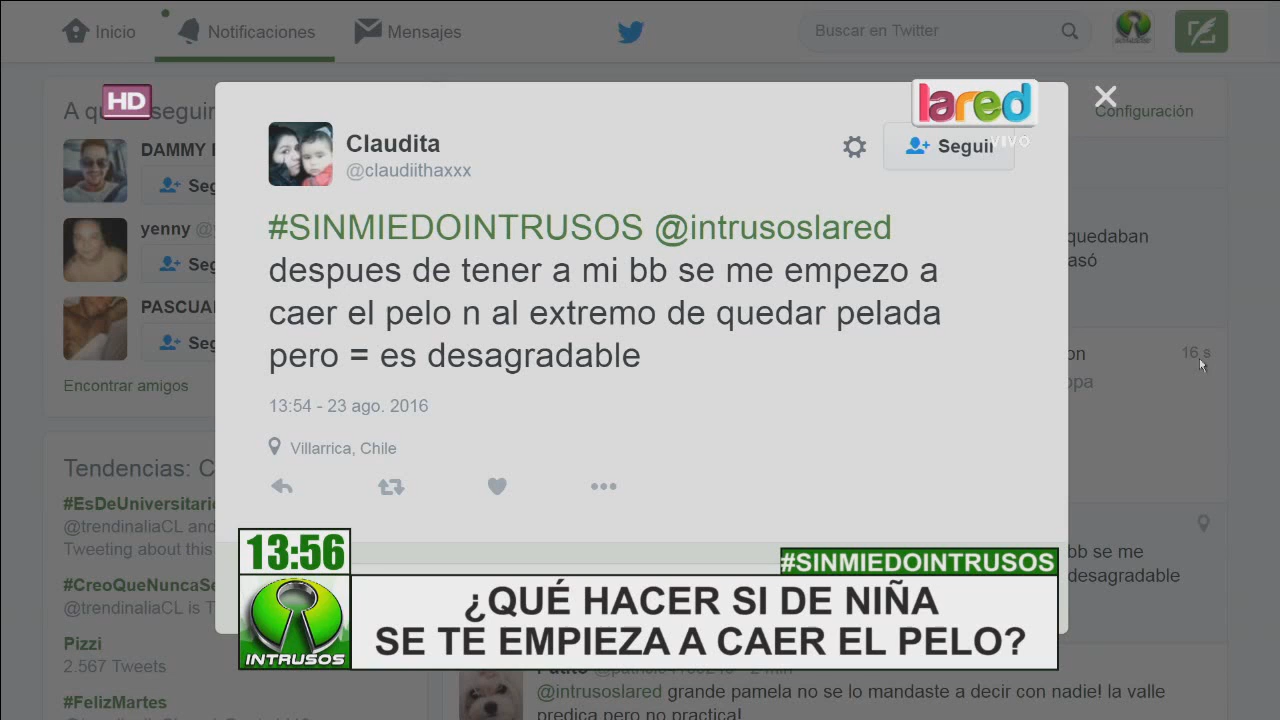 Inicio
Notificaciones
Mensajes
Buscar en Twitter
HD
lared
VIVO
Configuración
seguir
DAMMY
yenny
PASCUAL
Encontrar amigos
Claudita
@claudiithaxxx
Seguir
#SINMIEDOINTRUSOS @intrusoslared
despues de tener a mi bb se me empezo a
caer el pelo n al extremo de quedar pelada
pero = es desagradable
13:54 - 23 ago. 2016
Villarrica, Chile
quedaban
16 s
Tendencias: C
@trendinaliaCL and
Tweeting about this
#CreoQueNuncaSe
@trendinaliaCL is T
Pizzi
2.567 Tweets
#FelizMartes
bb se me
desagradable
13:56
#SINMIEDOINTRUSOS
¿QUÉ HACER SI DE NIÑA
SE TE EMPIEZA A CAER EL PELO?
INTRUSOS
@intrusoslared grande pamela no se lo mandaste a decir con nadie! la valle
predica pero no practica!